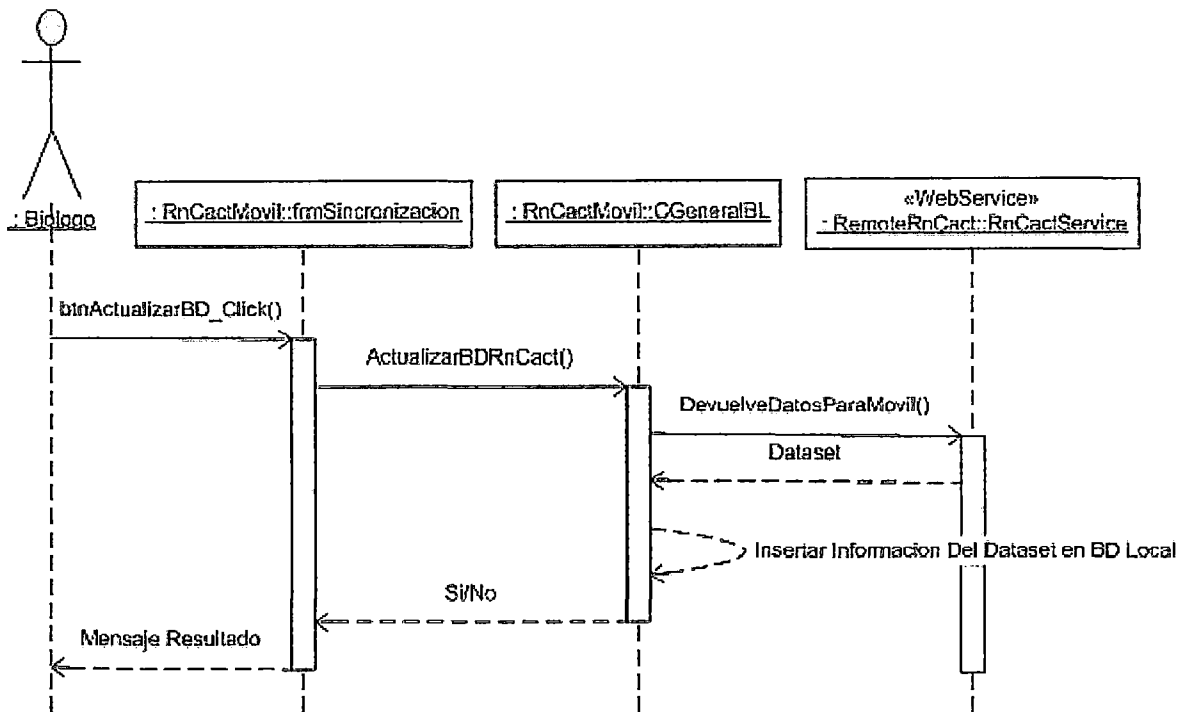 : Biologo
: RnCactMovil::frmSincronizacion
: RnCactMovil::CGeneralBL
«WebService»
: RemoteRnCact::RnCactService
btnActualizarBD_Click()
ActualizarBDRnCact()
DevuelveDatosParaMovil()
Dataset
Insertar Informacion Del Dataset en BD Local
Si/No
Mensaje Resultado